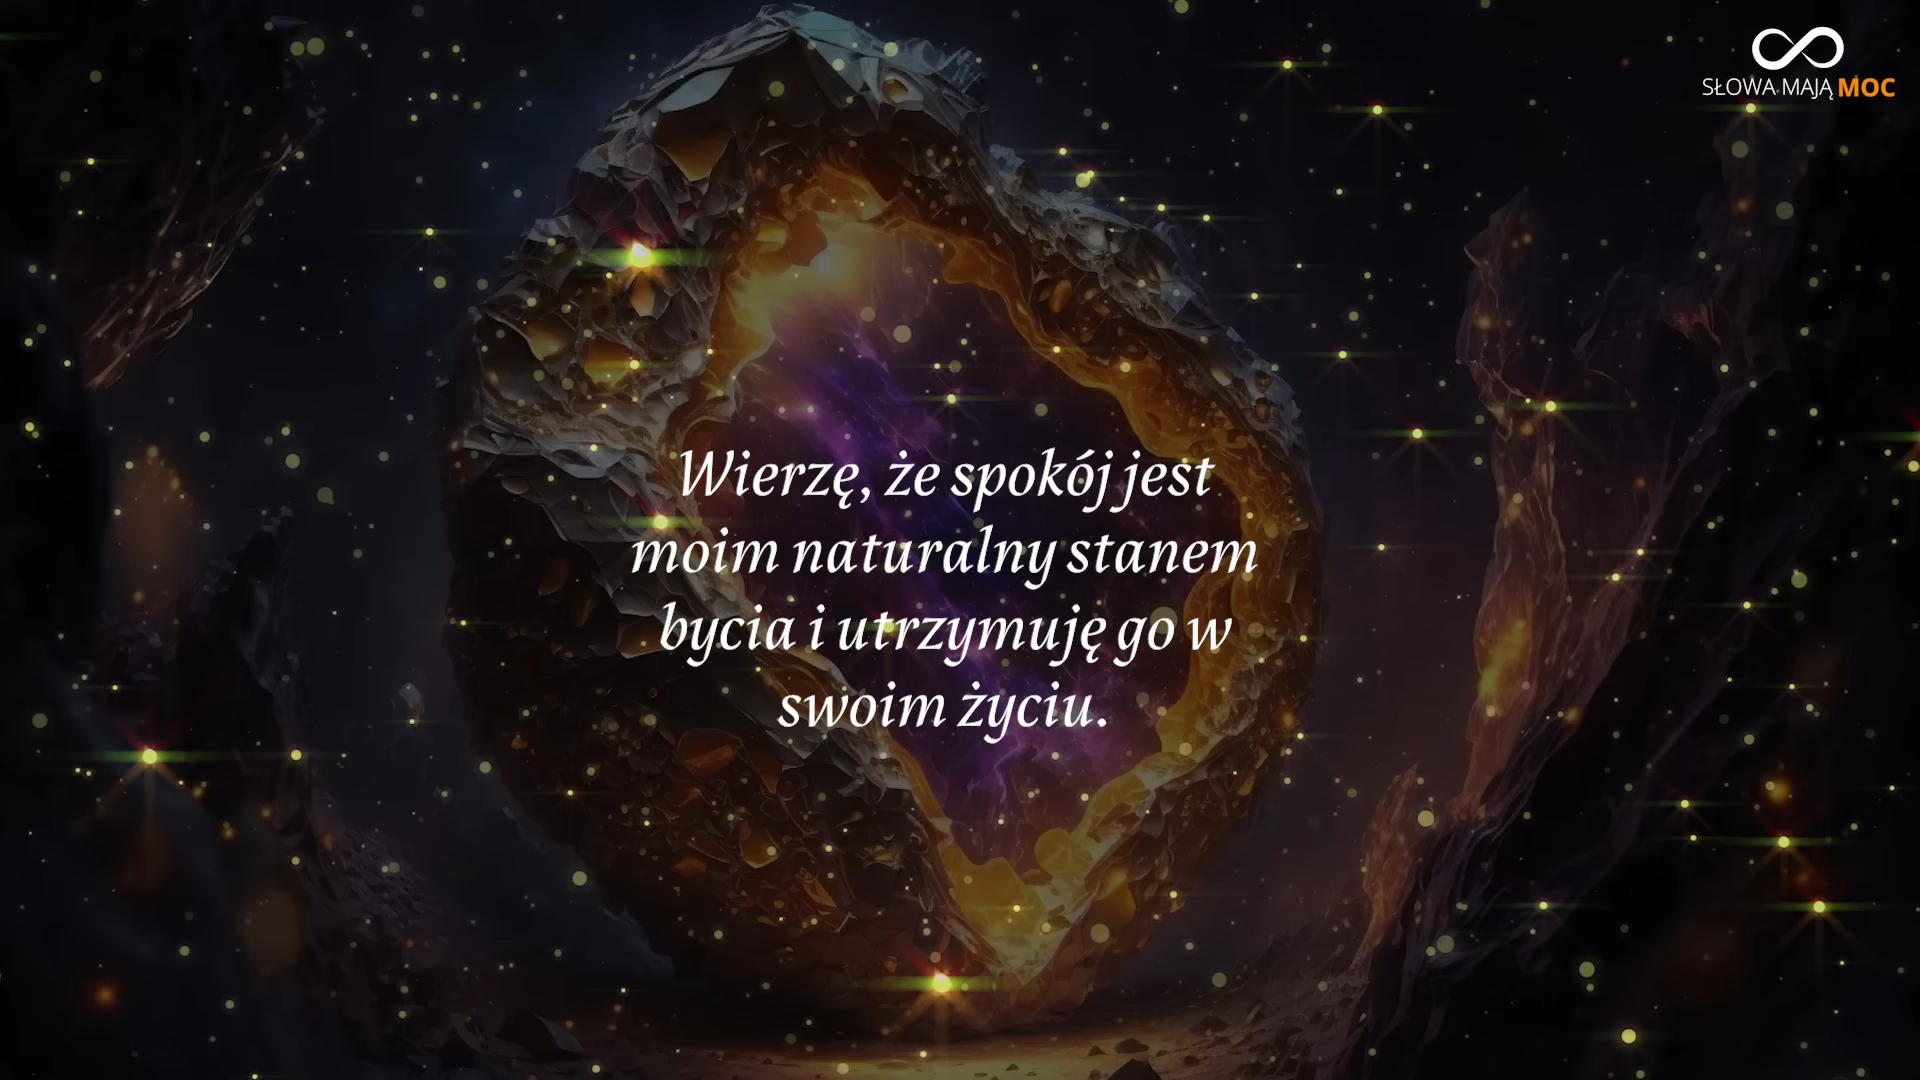 SŁOWA MAJĄ MOC
Wierzę, że spokój jest
moim naturalny stanem
bycia i utrzymuję go w
swoim życiu.